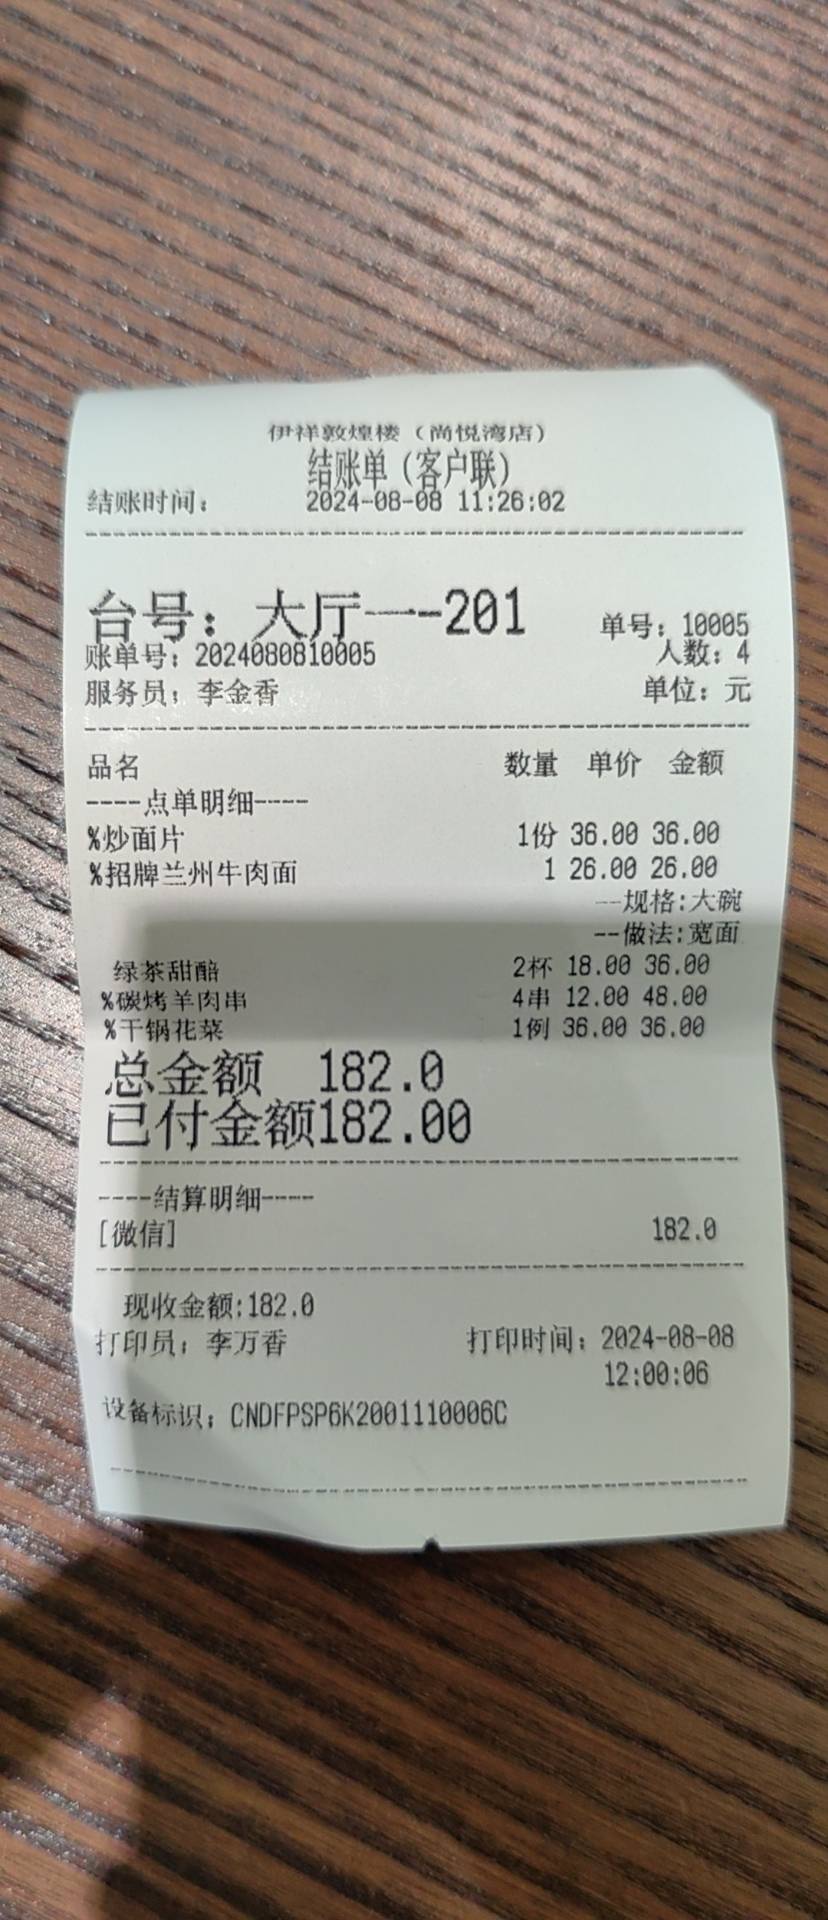 伊祥敦煌楼（尚悦湾店）
结账单（客户联）
结账时间： 2024-08-08 11:26:02
台号：大厅一-201 单号：10005
账单号：2024080810005 人数：4
服务员：李金香 单位：元
品名 数量 单价 金额
----点单明细----
%炒面片 1份 36.00 36.00
%招牌兰州牛肉面 1 26.00 26.00
--规格:大碗
--做法:宽面
绿茶甜醅 2杯 18.00 36.00
%碳烤羊肉串 4串 12.00 48.00
%干锅花菜 1例 36.00 36.00
总金额 182.0
已付金额182.00
----结算明细----
[微信] 182.0
现收金额:182.0
打印员：李万香 打印时间：2024-08-08
12:00:06
设备标识：CNDFPSP6K2001110006C